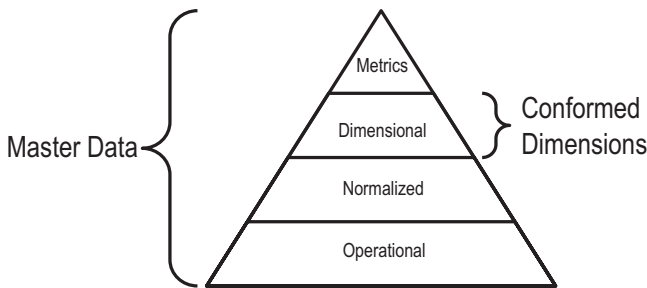 Metrics
Dimensional
Normalized
Operational
Master Data
Conformed
Dimensions